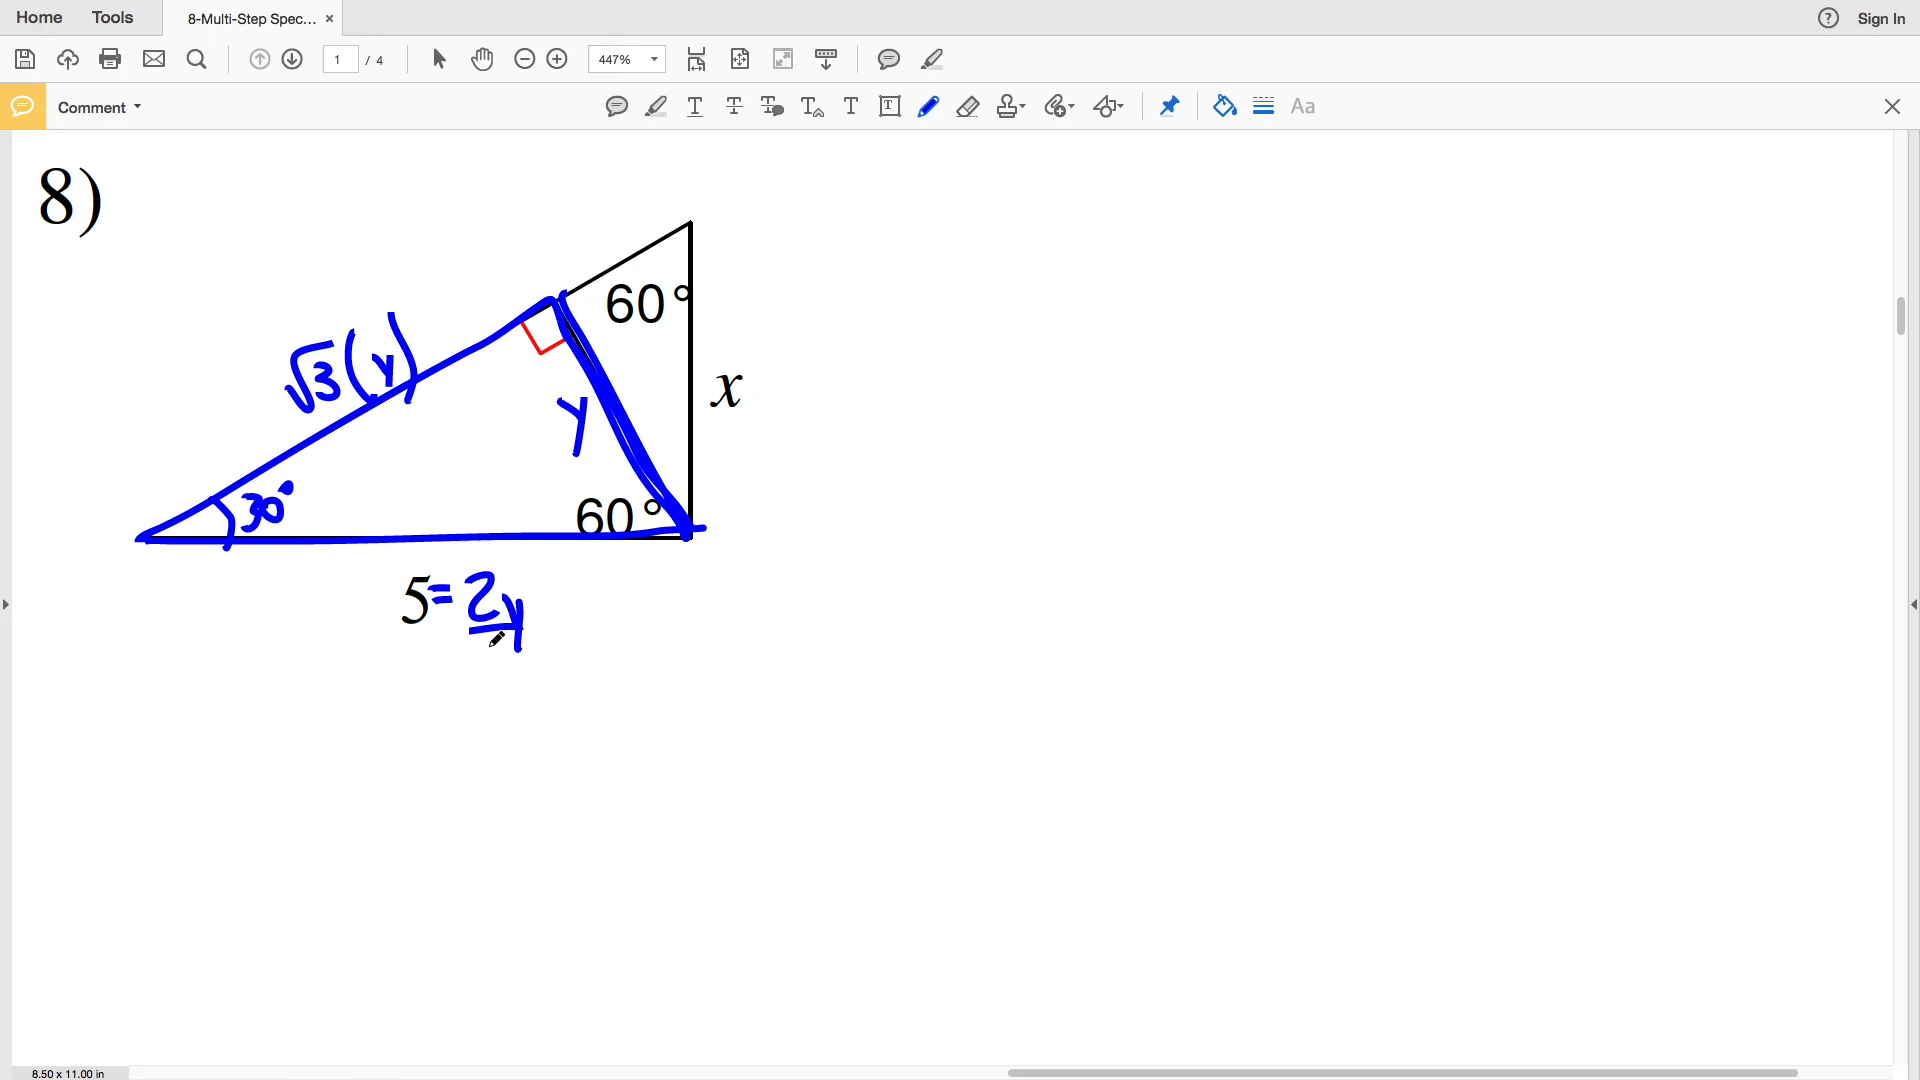 Home Tools 8-Multi-Step Spec... × ? Sign In
1 / 4 447%
Comment Aa
8)
60°
√3(y)
x
y
30°
60°
5=2y
8.50 x 11.00 in